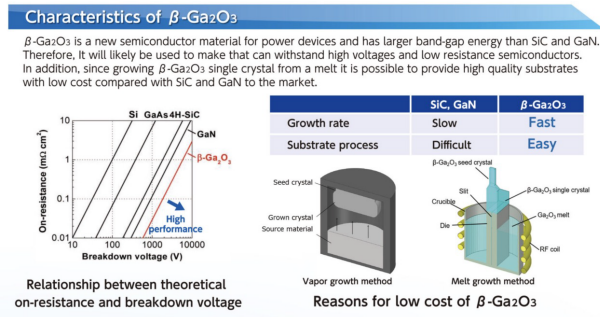 Characteristics of β-Ga2O3
β-Ga2O3 is a new semiconductor material for power devices and has larger band-gap energy than SiC and GaN.
Therefore, It will likely be used to make that can withstand high voltages and low resistance semiconductors.
In addition, since growing β-Ga2O3 single crystal from a melt it is possible to provide high quality substrates
with low cost compared with SiC and GaN to the market.
SiC, GaN β-Ga2O3
Growth rate Slow Fast
Substrate process Difficult Easy
On-resistance (mΩ cm²)
10
1
0.1
0.01
Si GaAs 4H-SiC
GaN
β-Ga₂O₃
High
performance
10 100 1000 10000
Breakdown voltage (V)
Relationship between theoretical
on-resistance and breakdown voltage
Seed crystal
Grown crystal
Source material
Vapor growth method
β-Ga2O3 seed crystal
Slit
Crucible
Die
β-Ga2O3 single crystal
Ga2O3 melt
RF coil
Melt growth method
Reasons for low cost of β-Ga2O3